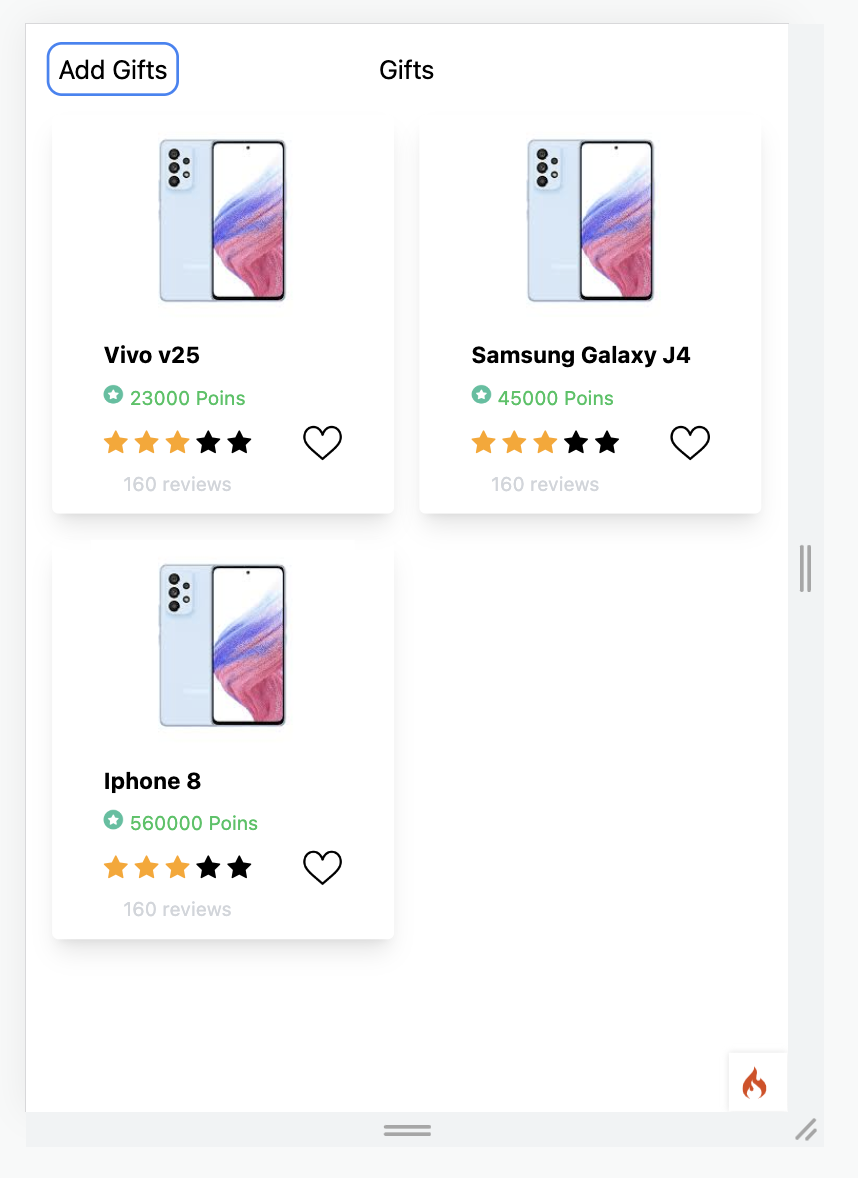 Add Gifts
Gifts
Vivo v25
23000 Poins
160 reviews
Samsung Galaxy J4
45000 Poins
160 reviews
Iphone 8
560000 Poins
160 reviews